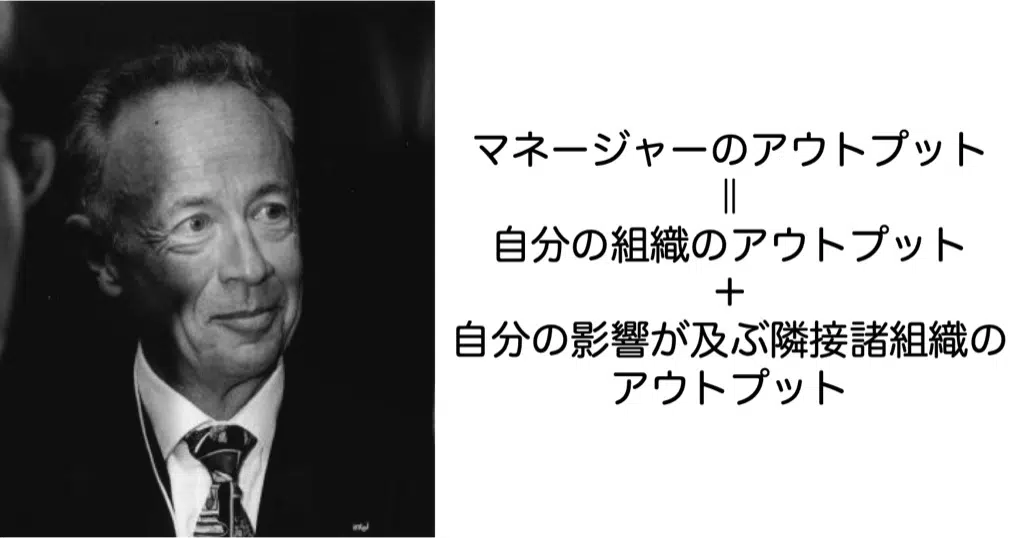 マネージャーのアウトプット
||
自分の組織のアウトプット
+
自分の影響が及ぶ隣接諸組織の
アウトプット
intel